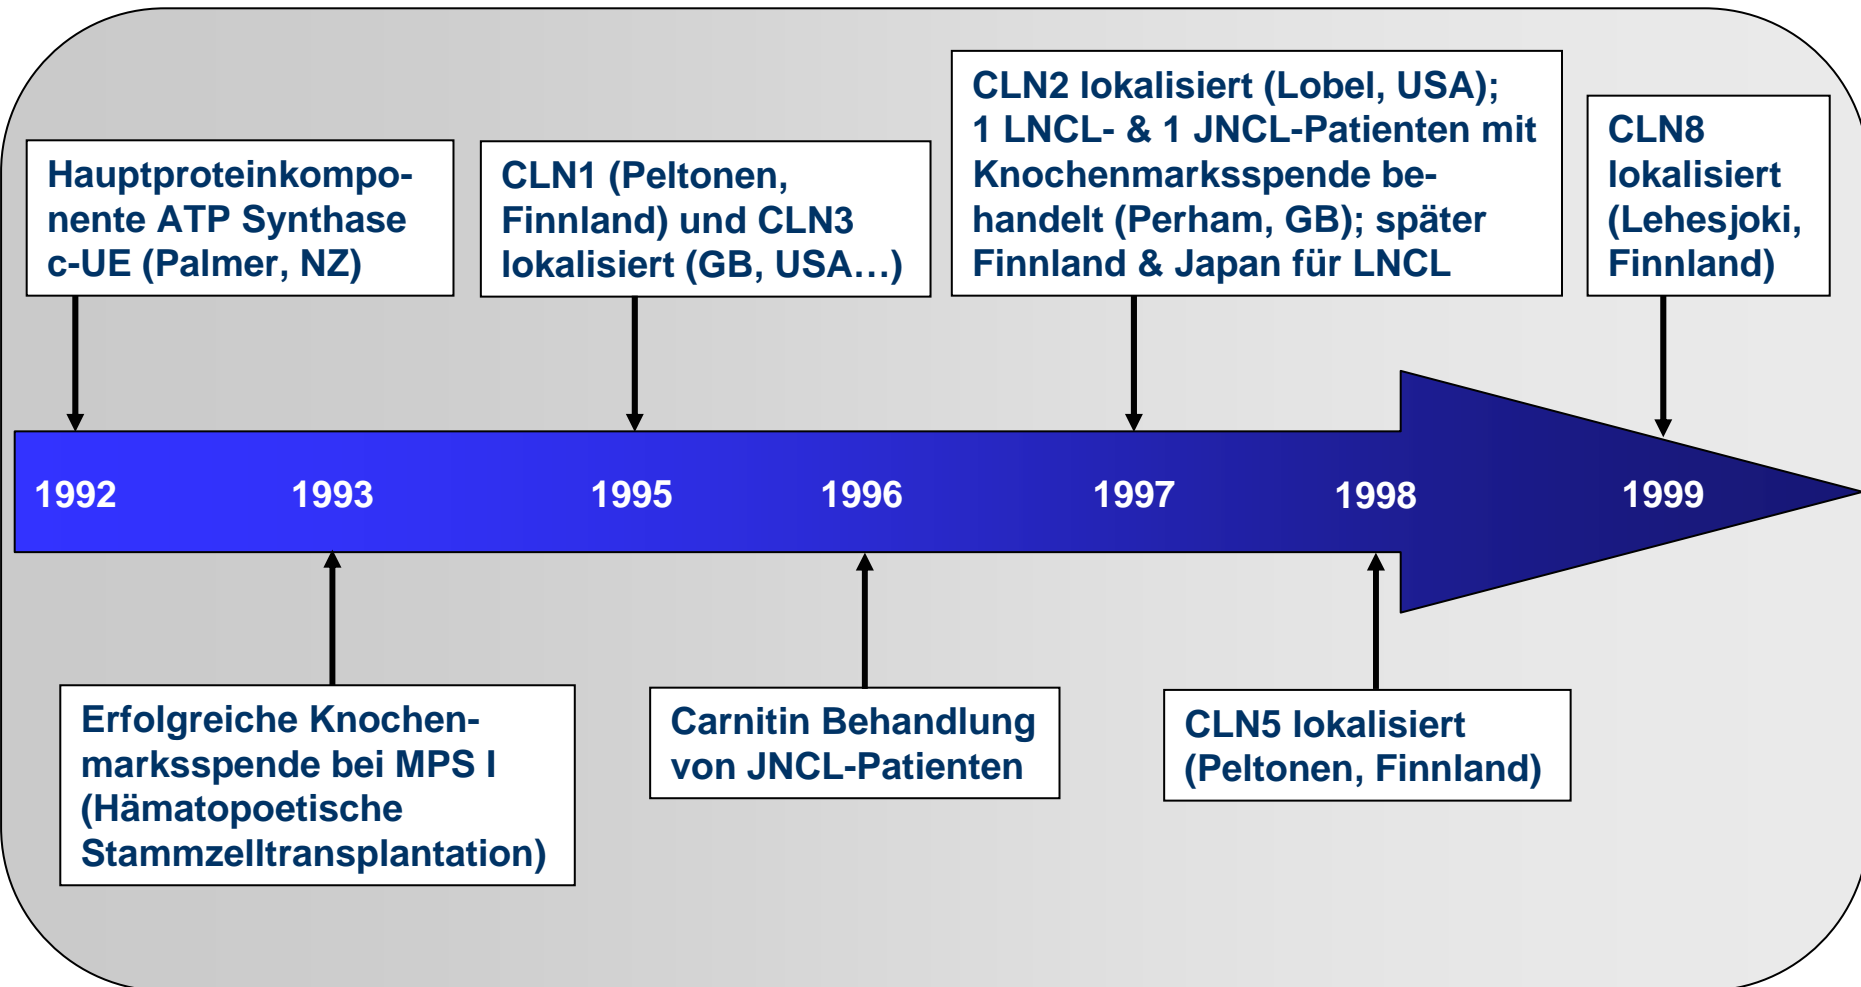 Hauptproteinkompo-
nente ATP Synthase
c-UE (Palmer, NZ)
CLN1 (Peltonen,
Finnland) und CLN3
lokalisiert (GB, USA…)
CLN2 lokalisiert (Lobel, USA);
1 LNCL- & 1 JNCL-Patienten mit
Knochenmarksspende be-
handelt (Perham, GB); später
Finnland & Japan für LNCL
CLN8
lokalisiert
(Lehesjoki,
Finnland)
1992 1993 1995 1996 1997 1998 1999
Erfolgreiche Knochen-
marksspende bei MPS I
(Hämatopoetische
Stammzelltransplantation)
Carnitin Behandlung
von JNCL-Patienten
CLN5 lokalisiert
(Peltonen, Finnland)